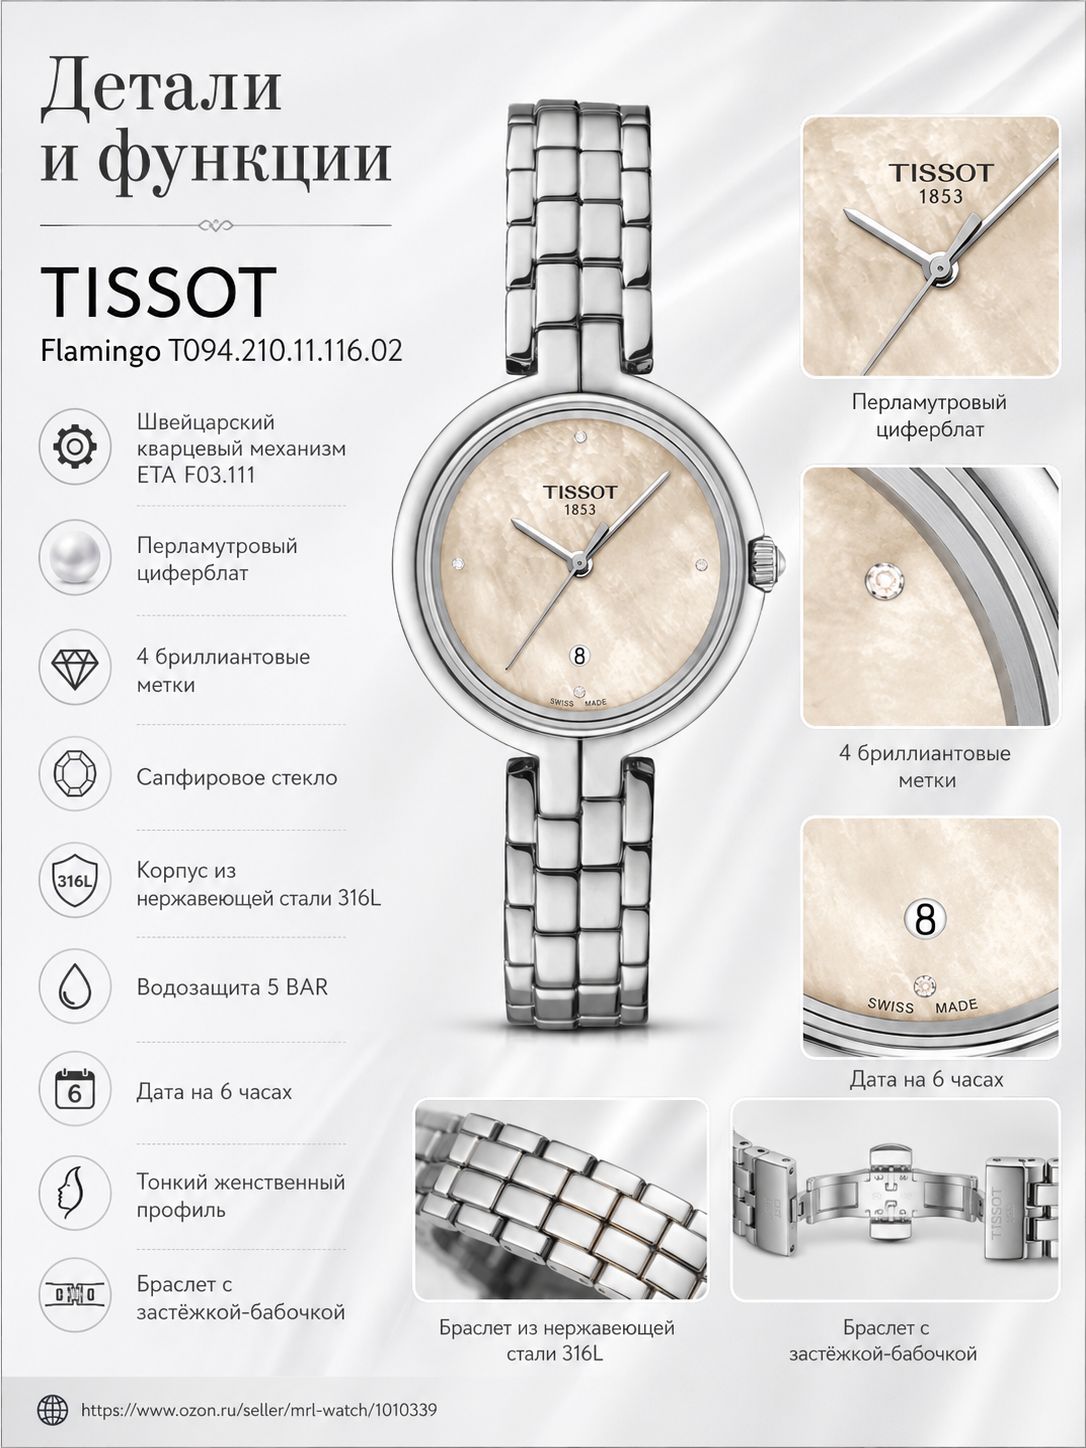 Детали
и функции
TISSOT
Flamingo T094.210.11.116.02
Швейцарский
кварцевый механизм
ETA F03.111
Перламутровый
циферблат
4 бриллиантовые
метки
Сапфировое стекло
316L
Корпус из
нержавеющей стали 316L
Водозащита 5 BAR
6
Дата на 6 часах
Тонкий женственный
профиль
Браслет с
застёжкой-бабочкой
TISSOT
1853
8
SWISS MADE
TISSOT
1853
Перламутровый
циферблат
4 бриллиантовые
метки
8
SWISS MADE
Дата на 6 часах
Браслет из нержавеющей
стали 316L
TISSOT
Браслет с
застёжкой-бабочкой
https://www.ozon.ru/seller/mrl-watch/1010339